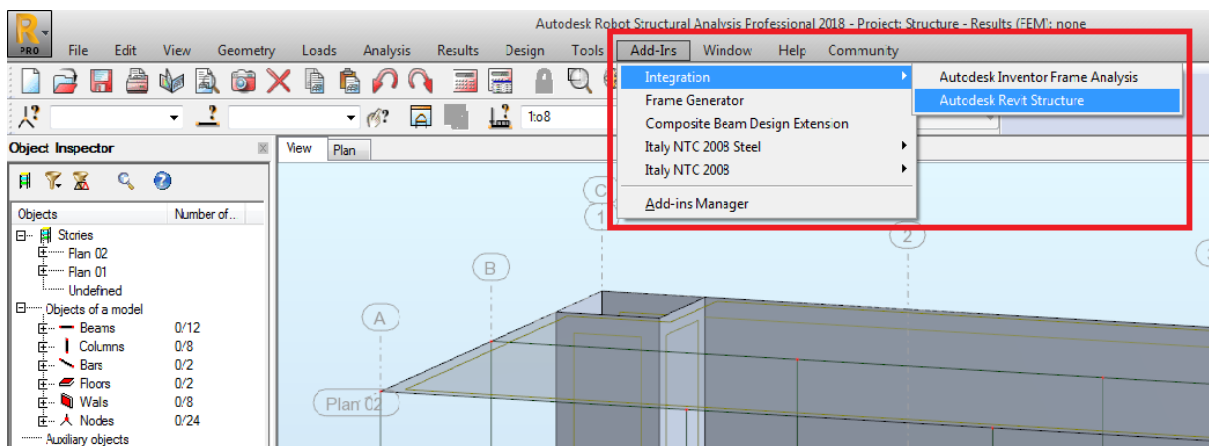 Autodesk Robot Structural Analysis Professional 2018 - Project: Structure - Results (FEM): none
PRO File Edit View Geometry Loads Analysis Results Design Tools Add-Ins Window Help Community
Integration
Autodesk Inventor Frame Analysis
Frame Generator
Autodesk Revit Structure
1to8
Composite Beam Design Extension
Object Inspector
View Plan
Italy NTC 2008 Steel
Italy NTC 2008
Add-ins Manager
Objects Number of..
C
1
Stories
Plan 02
2
Plan 01
B
Undefined
Objects of a model
Beams 0/12
A
Columns 0/8
Bars 0/2
Floors 0/2
Walls 0/8
Plan 02
Nodes 0/24
Auxiliary objects